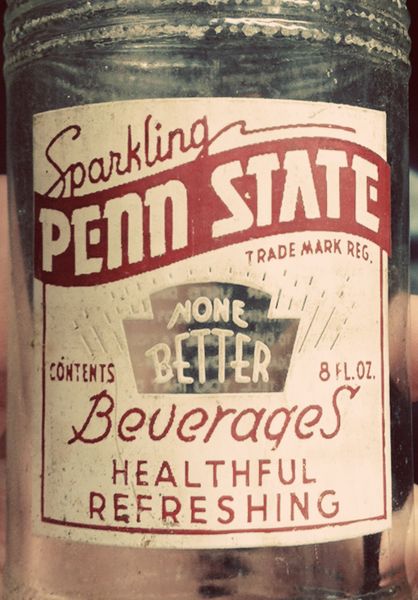 Sparkling
PENN STATE
TRADE MARK REG.
NONE
BETTER
CONTENTS 8 FL. OZ.
Beverages
HEALTHFUL
REFRESHING